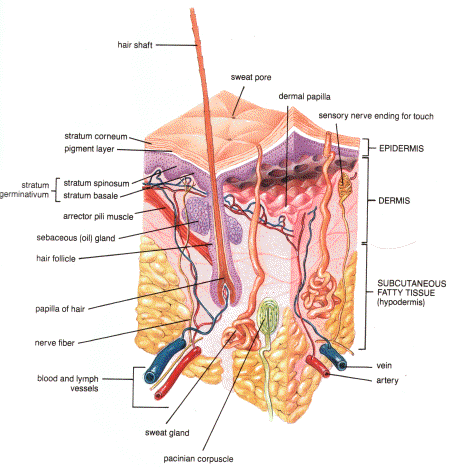 hair shaft
sweat pore
dermal papilla
sensory nerve ending for touch
stratum corneum
pigment layer
stratum
germinativum
stratum spinosum
stratum basale
arrector pili muscle
sebaceous (oil) gland
hair follicle
papilla of hair
nerve fiber
blood and lymph
vessels
sweat gland
pacinian corpuscle
EPIDERMIS
DERMIS
SUBCUTANEOUS
FATTY TISSUE
(hypodermis)
vein
artery